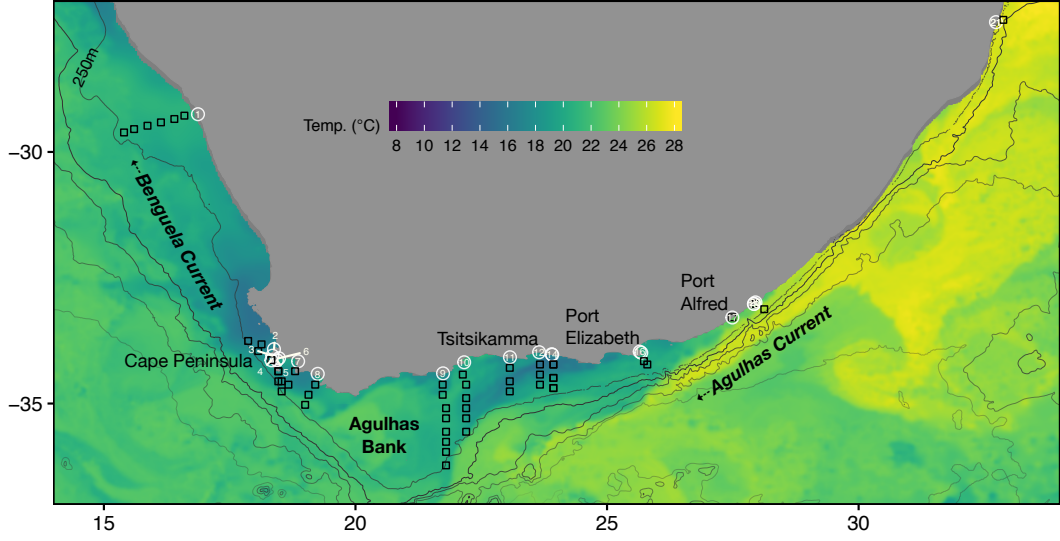 250m
1
−30
Temp. (°C)
8 10 12 14 16 18 20 22 24 26 28
Benguela Current
Port
Alfred
Port
Elizabeth
Tsitsikamma
Agulhas Current
Cape Peninsula
2
3
4
5
6
7
8
9
10
11
12
14
Agulhas
Bank
−35
15 20 25 30